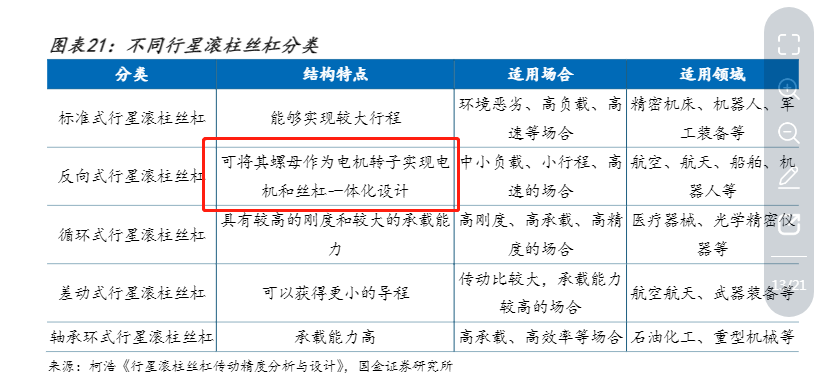 图表21：不同行星滚柱丝杠分类
分类 结构特点 适用场合 适用领域
标准式行星滚柱丝杠 能够实现较大行程 环境恶劣、高负载、高速等场合 精密机床、机器人、军工装备等
反向式行星滚柱丝杠 可将其螺母作为电机转子实现电机和丝杠一体化设计 中小负载、小行程、高速的场合 航空、航天、船舶、机器人等
循环式行星滚柱丝杠 具有较高的刚度和较大的承载能力 高刚度、高承载、高精度的场合 医疗器械、光学精密仪器等
差动式行星滚柱丝杠 可以获得更小的导程 传动比较大，承载能力较高的场合 航空航天、武器装备等
轴承环式行星滚柱丝杠 承载能力高 高承载、高效率等场合 石油化工、重型机械等
来源：柯浩《行星滚柱丝杠传动精度分析与设计》，国金证券研究所
13/21